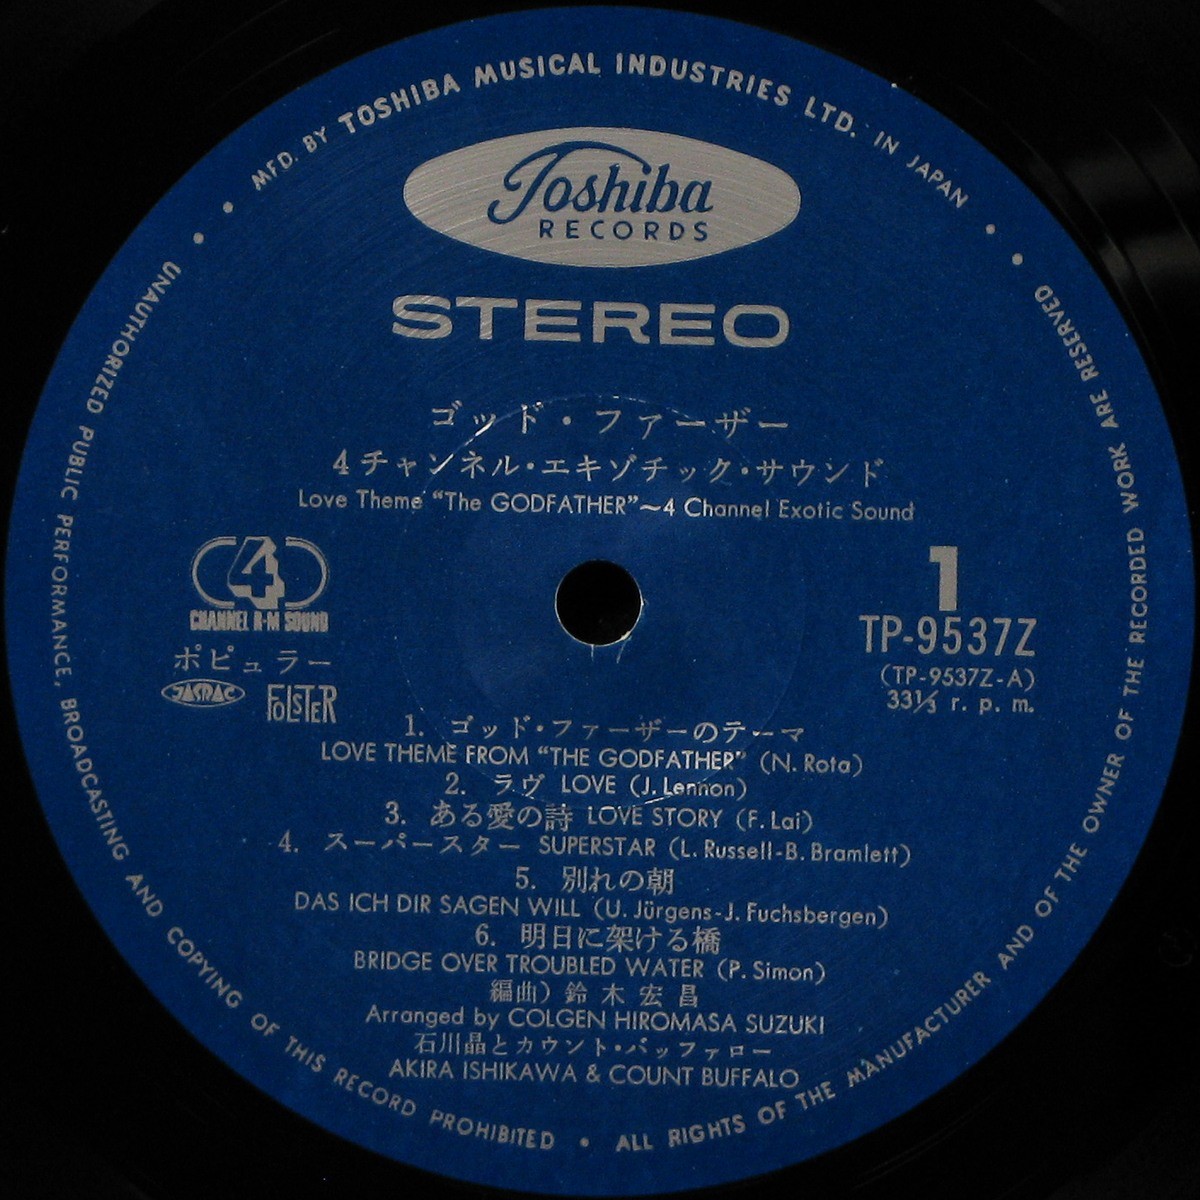 MFD. BY TOSHIBA MUSICAL INDUSTRIES LTD. IN JAPAN
Toshiba
RECORDS
STEREO
ゴッド・ファーザー
4チャンネル・エキゾチック・サウンド
Love Theme “The GODFATHER”～4 Channel Exotic Sound
4
CHANNEL R-M SOUND
ポピュラー
JASRAC
FOLSTER
1
TP-9537Z
(TP-9537Z-A)
33⅓ r. p. m.
1. ゴッド・ファーザーのテーマ
LOVE THEME FROM “THE GODFATHER” (N. Rota)
2. ラヴ LOVE (J. Lennon)
3. ある愛の詩 LOVE STORY (F. Lai)
4. スーパースター SUPERSTAR (L. Russell-B. Bramlett)
5. 別れの朝
DAS ICH DIR SAGEN WILL (U. Jürgens-J. Fuchsbergen)
6. 明日に架ける橋
BRIDGE OVER TROUBLED WATER (P. Simon)
編曲) 鈴木宏昌
Arranged by COLGEN HIROMASA SUZUKI
石川晶とカウント・バッファロー
AKIRA ISHIKAWA & COUNT BUFFALO
UNAUTHORIZED PUBLIC PERFORMANCE, BROADCASTING AND COPYING OF THIS RECORD PROHIBITED • ALL RIGHTS OF THE MANUFACTURER AND OF THE OWNER OF THE RECORDED WORK ARE RESERVED